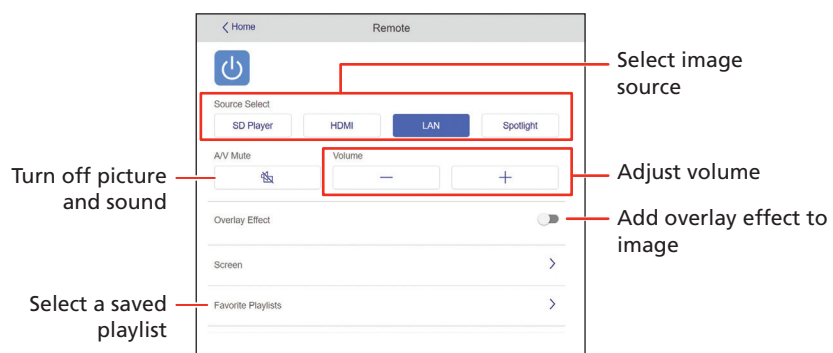 Home
Remote
Select image
source
Source Select
SD Player
HDMI
LAN
Spotlight
A/V Mute
Volume
Turn off picture
and sound
Adjust volume
Overlay Effect
Add overlay effect to
image
Screen
Select a saved
playlist
Favorite Playlists